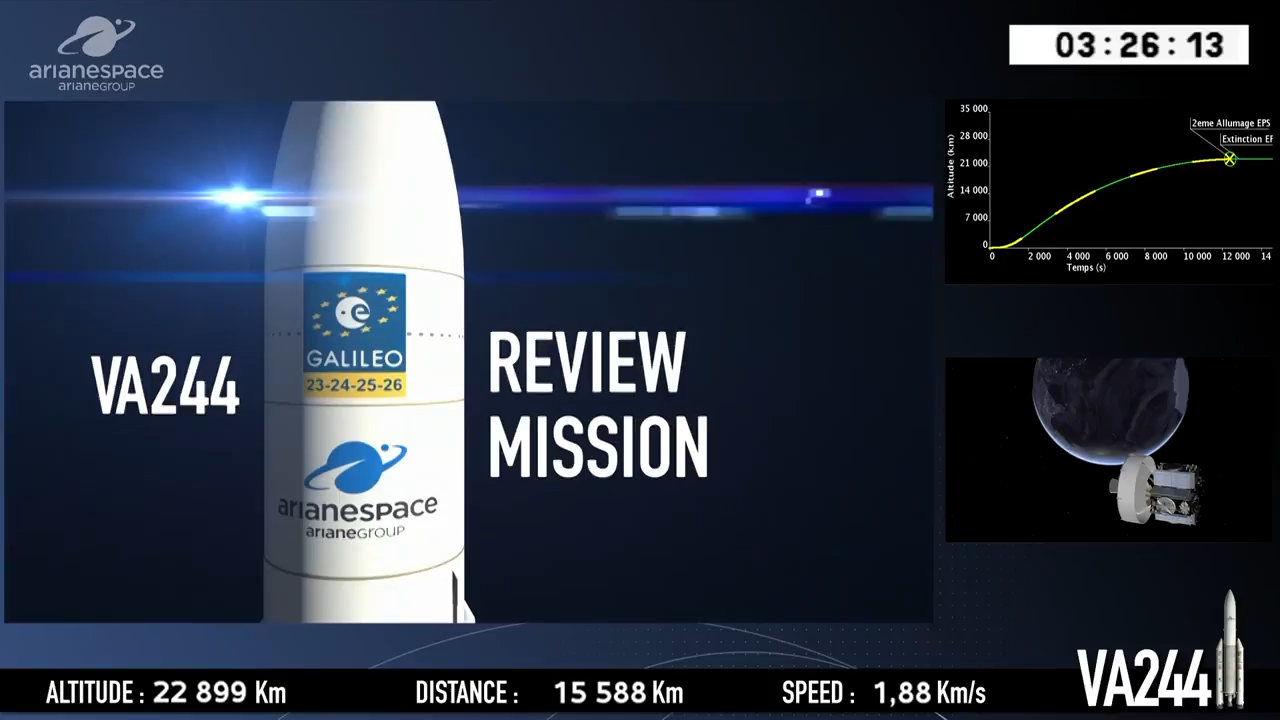 arianespace
arianeGROUP
03:26:13
35 000
28 000
21 000
14 000
7 000
0
Altitude (km)
2eme Allumage EPS
Extinction EF
0 2 000 4 000 6 000 8 000 10 000 12 000 14
Temps (s)
VA244
GALILEO
23-24-25-26
arianespace
arianeGROUP
REVIEW
MISSION
VA244
ALTITUDE : 22 899 Km DISTANCE : 15 588 Km SPEED : 1,88 Km/s